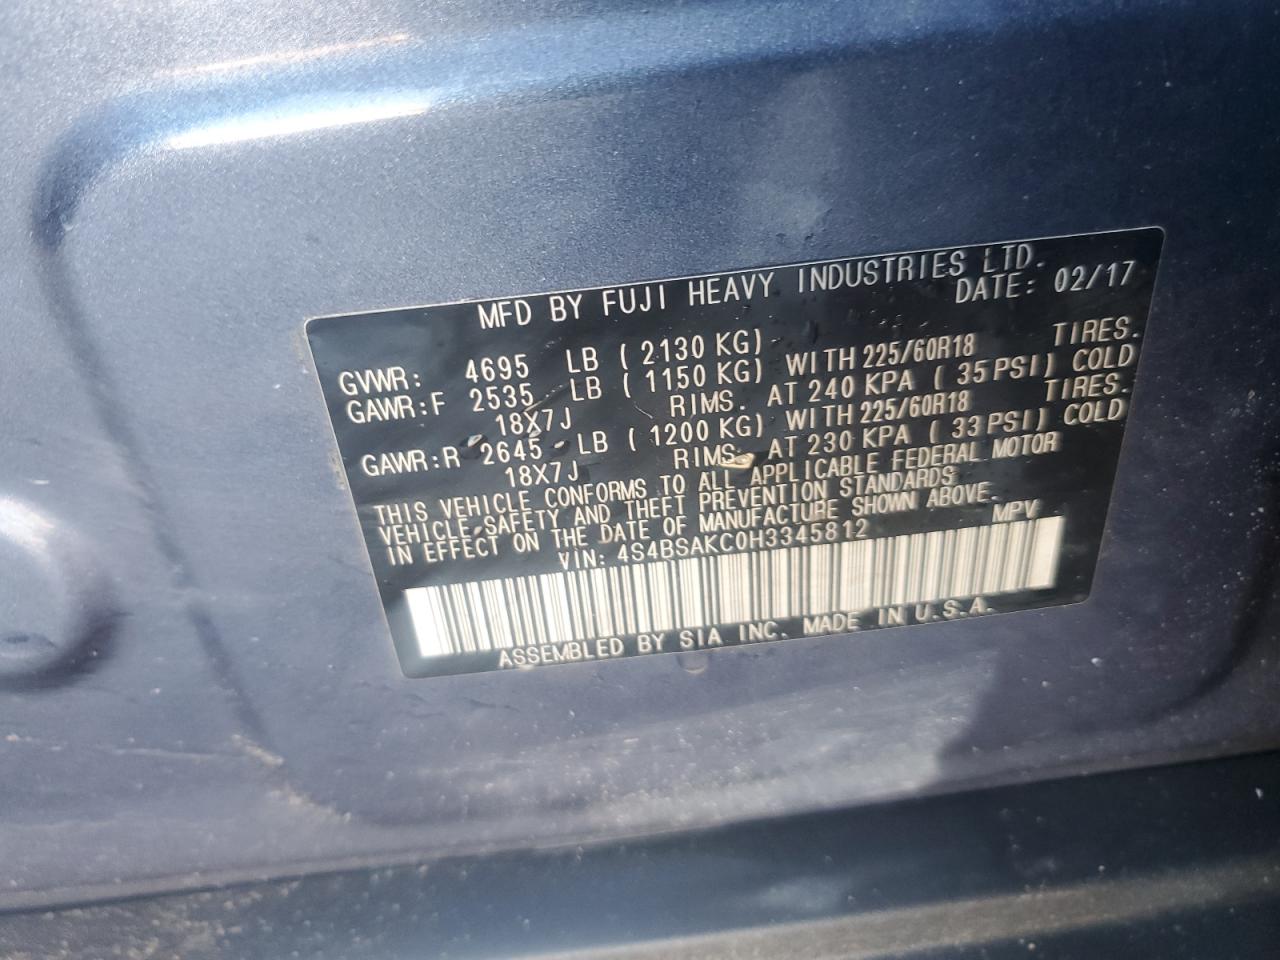 MFD BY FUJI HEAVY INDUSTRIES LTD.
DATE: 02/17
GVWR: 4695 LB ( 2130 KG)
GAWR:F 2535 LB ( 1150 KG) WITH 225/60R18 TIRES.
18X7J RIMS. AT 240 KPA ( 35 PSI) COLD
GAWR:R 2645 LB ( 1200 KG) WITH 225/60R18 TIRES.
18X7J RIMS. AT 230 KPA ( 33 PSI) COLD
THIS VEHICLE CONFORMS TO ALL APPLICABLE FEDERAL MOTOR
VEHICLE SAFETY AND THEFT PREVENTION STANDARDS
IN EFFECT ON THE DATE OF MANUFACTURE SHOWN ABOVE.
VIN: 4S4BSAKC0H3345812 MPV
ASSEMBLED BY SIA INC. MADE IN U.S.A.